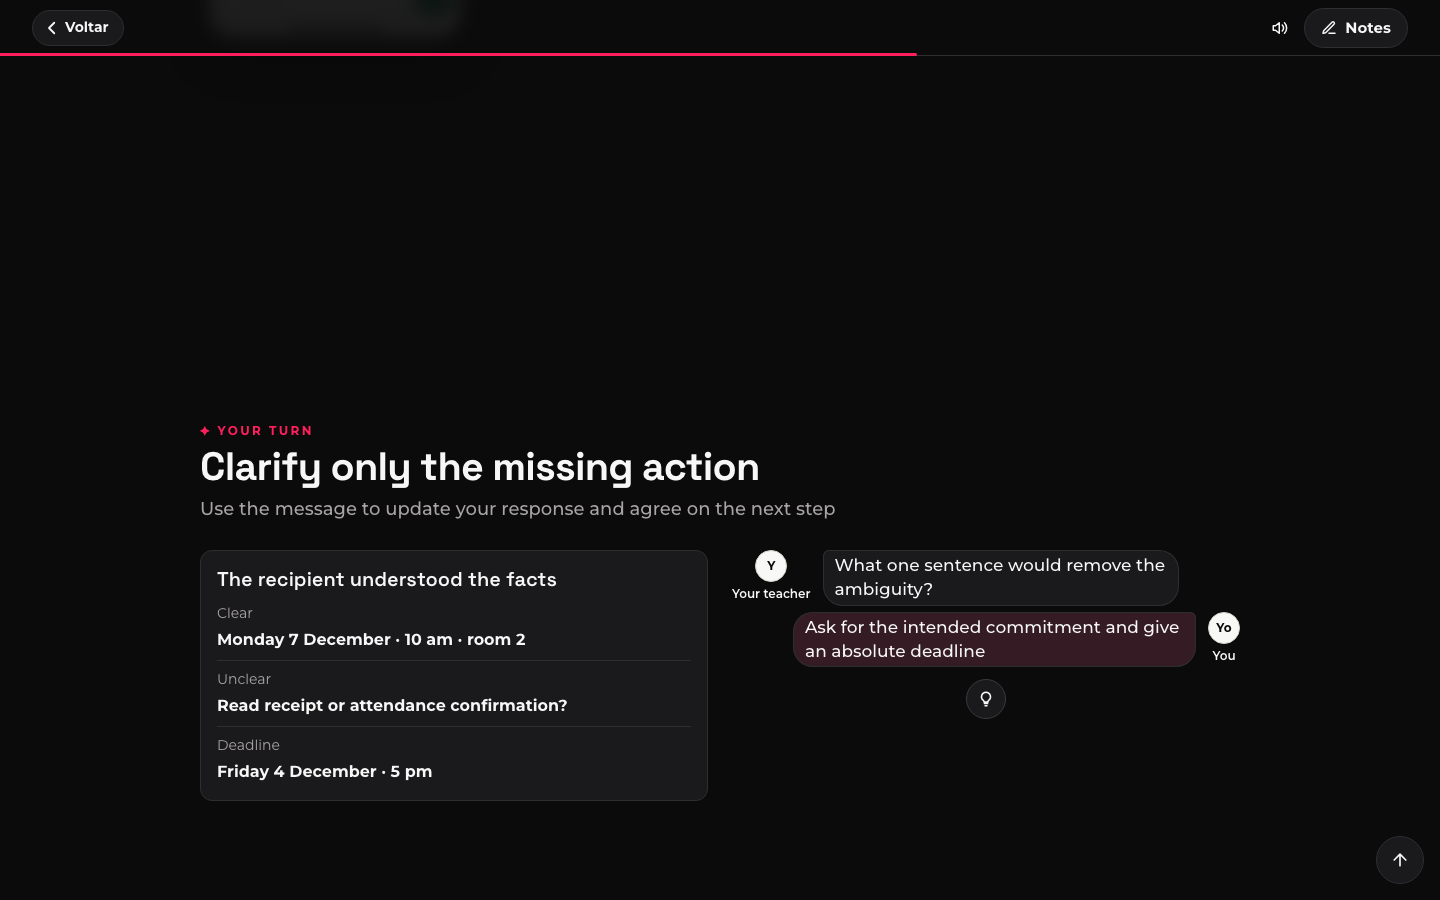 Voltar
Notes
YOUR TURN
Clarify only the missing action
Use the message to update your response and agree on the next step
The recipient understood the facts
Clear
Monday 7 December · 10 am · room 2
Unclear
Read receipt or attendance confirmation?
Deadline
Friday 4 December · 5 pm
Y
Your teacher
What one sentence would remove the
ambiguity?
Ask for the intended commitment and give
an absolute deadline
Yo
You